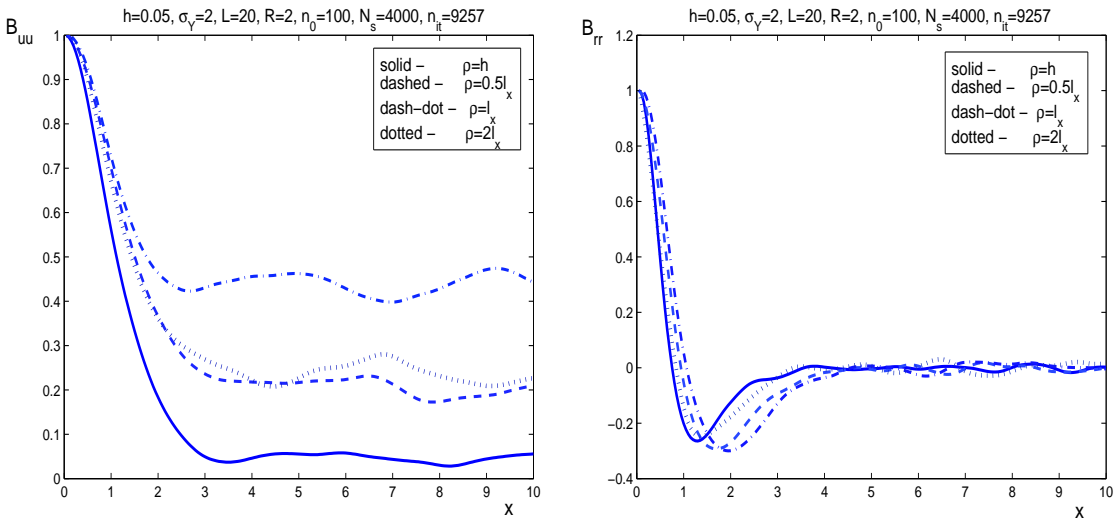 h=0.05, σ_Y=2, L=20, R=2, n_0=100, N_s=4000, n_it=9257
B_uu
1
0.9
0.8
0.7
0.6
0.5
0.4
0.3
0.2
0.1
0
solid – ρ=h
dashed – ρ=0.5l_x
dash-dot – ρ=l_x
dotted – ρ=2l_x
0 1 2 3 4 5 6 7 8 9 10
x
h=0.05, σ_Y=2, L=20, R=2, n_0=100, N_s=4000, n_it=9257
B_rr
1.2
1
0.8
0.6
0.4
0.2
0
−0.2
−0.4
solid – ρ=h
dashed – ρ=0.5l_x
dash-dot – ρ=l_x
dotted – ρ=2l_x
0 1 2 3 4 5 6 7 8 9 10
x